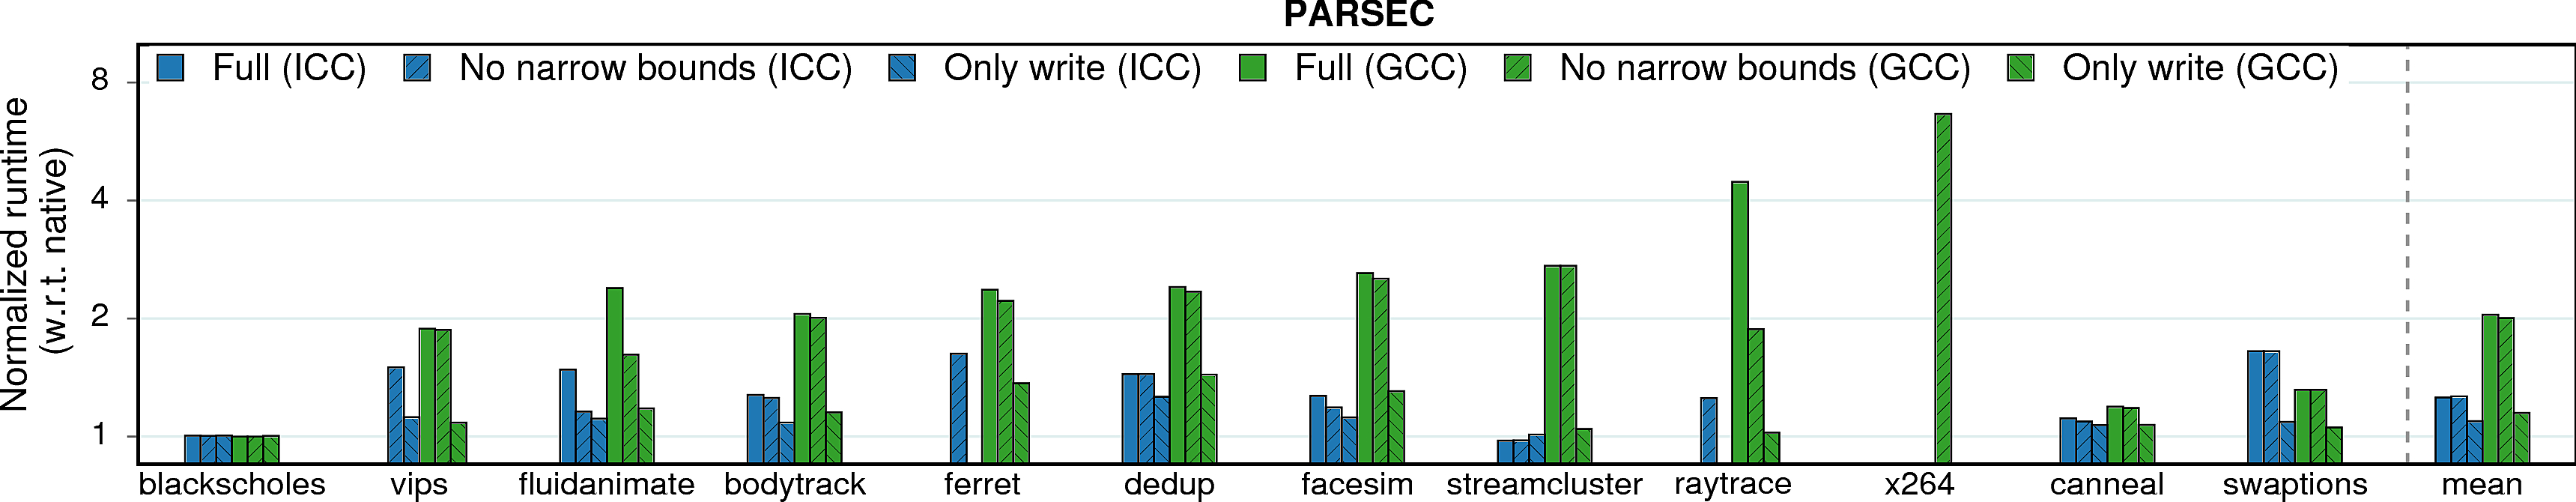 PARSEC
Full (ICC) No narrow bounds (ICC) Only write (ICC) Full (GCC) No narrow bounds (GCC) Only write (GCC)
Normalized runtime
(w.r.t. native)
8
4
2
1
blackscholes vips fluidanimate bodytrack ferret dedup facesim streamcluster raytrace x264 canneal swaptions mean